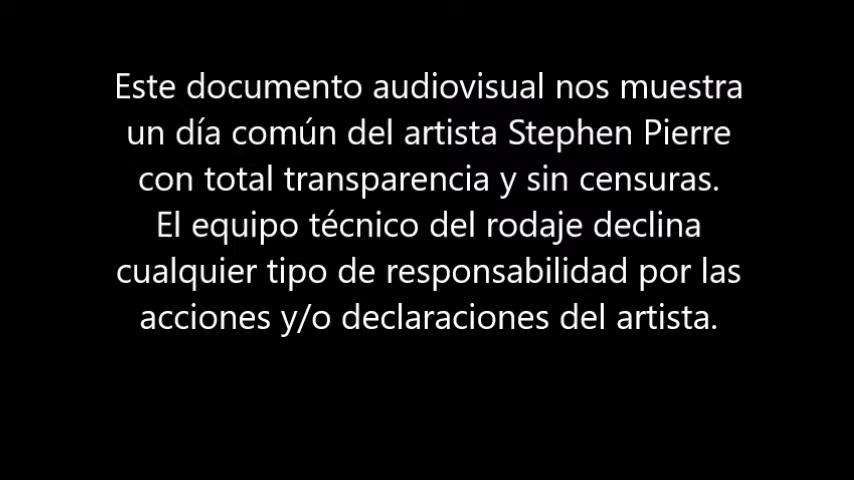 Este documento audiovisual nos muestra
un día común del artista Stephen Pierre
con total transparencia y sin censuras.
El equipo técnico del rodaje declina
cualquier tipo de responsabilidad por las
acciones y/o declaraciones del artista.